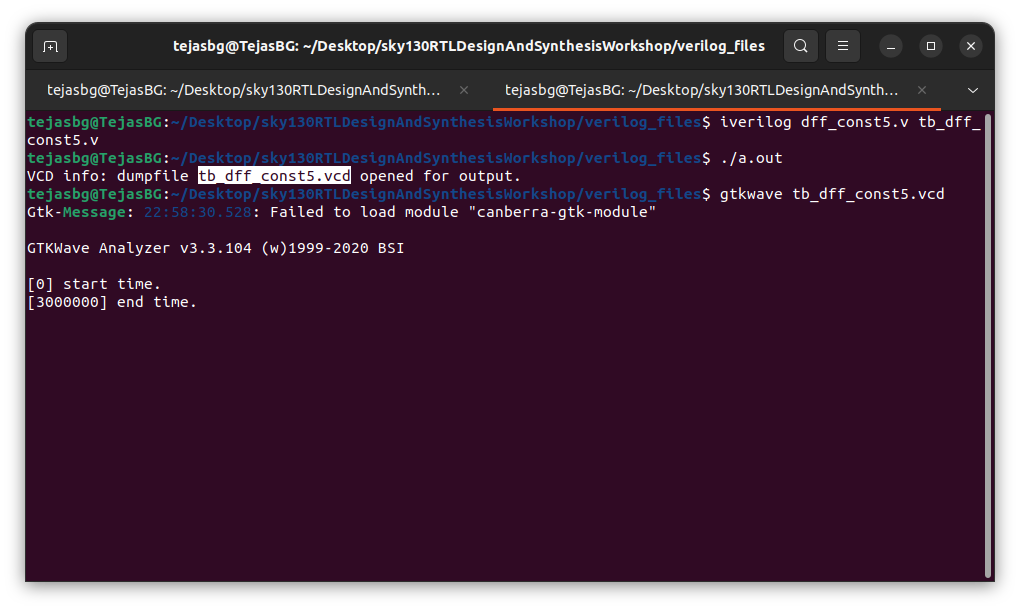 tejasbg@TejasBG: ~/Desktop/sky130RTLDesignAndSynthesisWorkshop/verilog_files
tejasbg@TejasBG: ~/Desktop/sky130RTLDesignAndSynth...
tejasbg@TejasBG: ~/Desktop/sky130RTLDesignAndSynth...
tejasbg@TejasBG:~/Desktop/sky130RTLDesignAndSynthesisWorkshop/verilog_files$ iverilog dff_const5.v tb_dff_
const5.v
tejasbg@TejasBG:~/Desktop/sky130RTLDesignAndSynthesisWorkshop/verilog_files$ ./a.out
VCD info: dumpfile tb_dff_const5.vcd opened for output.
tejasbg@TejasBG:~/Desktop/sky130RTLDesignAndSynthesisWorkshop/verilog_files$ gtkwave tb_dff_const5.vcd
Gtk-Message: 22:58:30.528: Failed to load module "canberra-gtk-module"
GTKWave Analyzer v3.3.104 (w)1999-2020 BSI
[0] start time.
[3000000] end time.